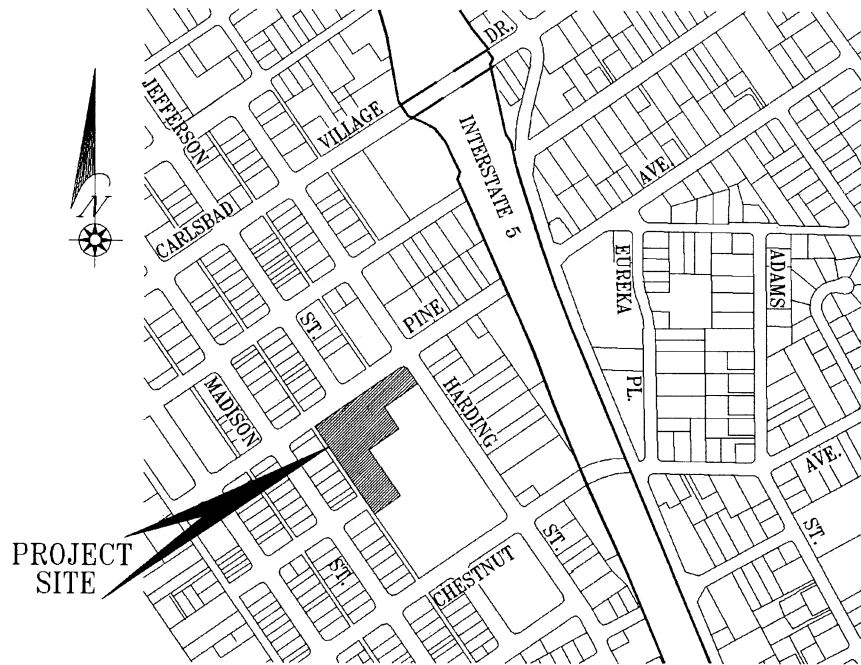 DR.
JEFFERSON
VILLAGE
INTERSTATE 5
AVE.
N
CARLSBAD
EUREKA
ADAMS
ST.
PINE
MADISON
HARDING
PL.
AVE.
PROJECT
SITE
ST.
ST.
ST.
CHESTNUT